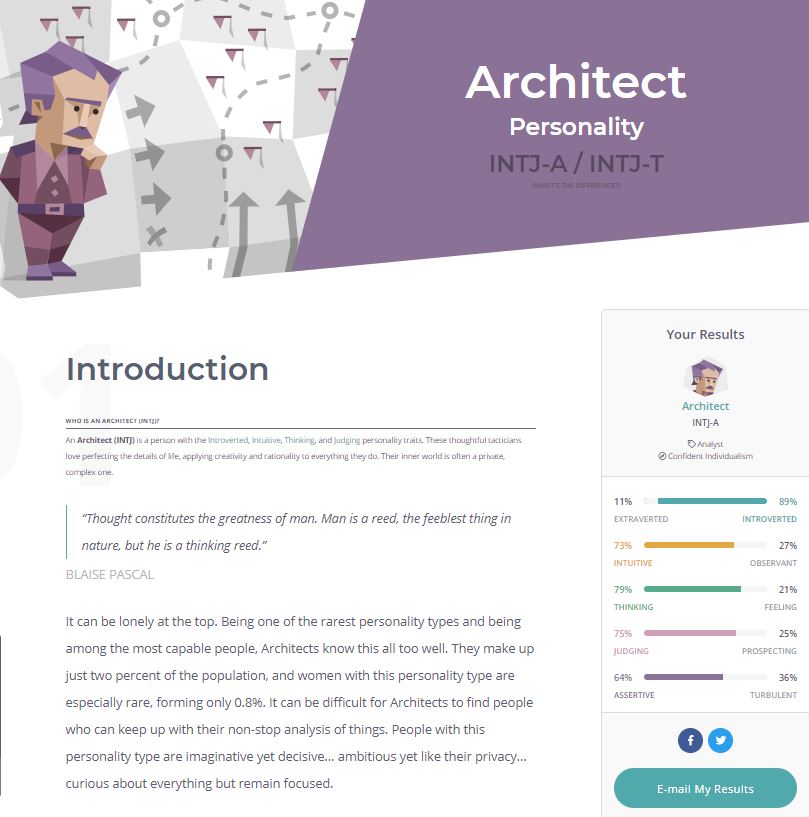 Architect
Personality
INTJ-A / INTJ-T
(WHAT'S THE DIFFERENCE?)
01
Introduction
WHO IS AN ARCHITECT (INTJ)?
An Architect (INTJ) is a person with the Introverted, Intuitive, Thinking, and Judging personality traits. These thoughtful tacticians
love perfecting the details of life, applying creativity and rationality to everything they do. Their inner world is often a private,
complex one.
“Thought constitutes the greatness of man. Man is a reed, the feeblest thing in
nature, but he is a thinking reed.”
BLAISE PASCAL
It can be lonely at the top. Being one of the rarest personality types and being
among the most capable people, Architects know this all too well. They make up
just two percent of the population, and women with this personality type are
especially rare, forming only 0.8%. It can be difficult for Architects to find people
who can keep up with their non-stop analysis of things. People with this
personality type are imaginative yet decisive… ambitious yet like their privacy…
curious about everything but remain focused.
Your Results
Architect
INTJ-A
Analyst
Confident Individualism
11% 89%
EXTRAVERTED INTROVERTED
73% 27%
INTUITIVE OBSERVANT
79% 21%
THINKING FEELING
75% 25%
JUDGING PROSPECTING
64% 36%
ASSERTIVE TURBULENT
E-mail My Results